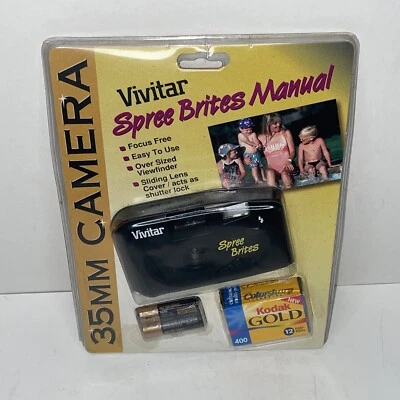 35MM CAMERA
Vivitar
Spree Brites Manual
Focus Free
Easy To Use
Over Sized
Viewfinder
Sliding Lens
Cover / acts as
shutter lock
Vivitar
Spree
Brites
Kodak
GOLD
400
12